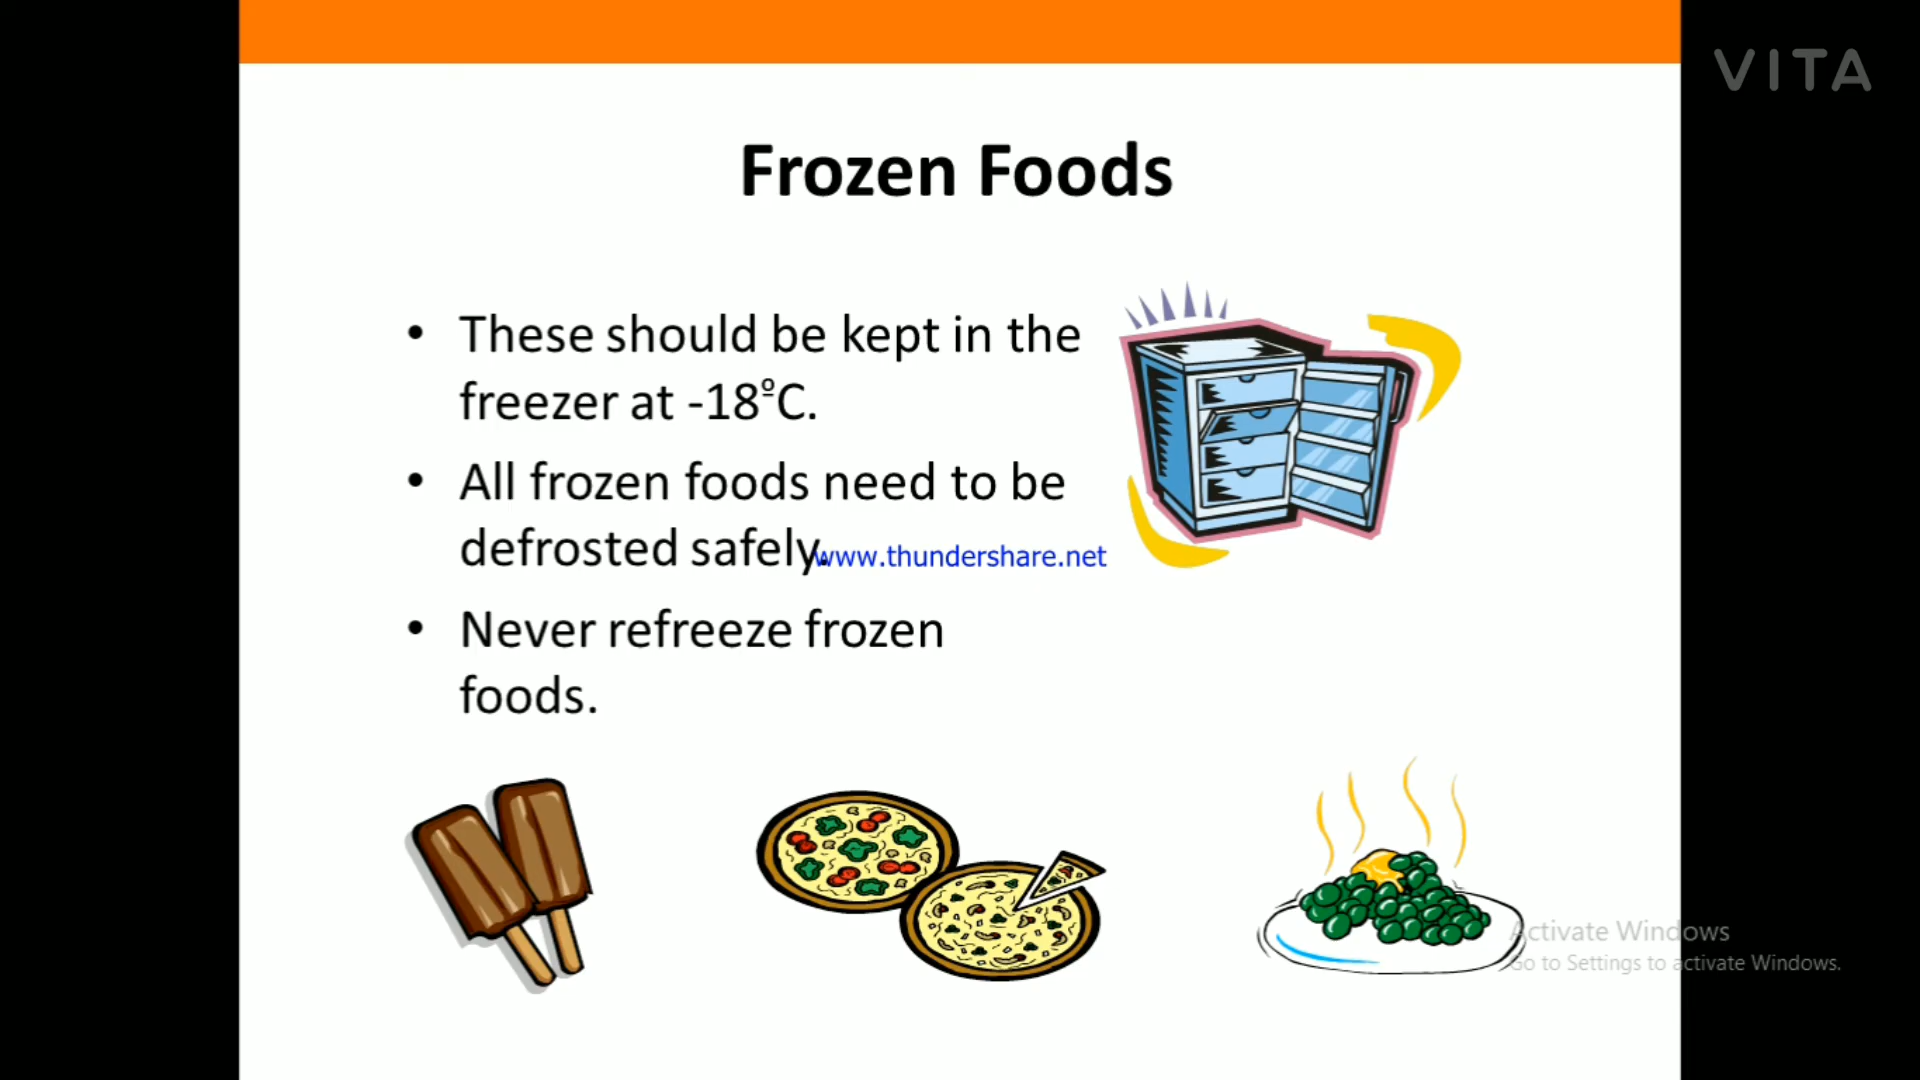 VITA
Frozen Foods
• These should be kept in the
freezer at -18ºC.
• All frozen foods need to be
defrosted safely.
www.thundershare.net
• Never refreeze frozen
foods.
Activate Windows
Go to Settings to activate Windows.